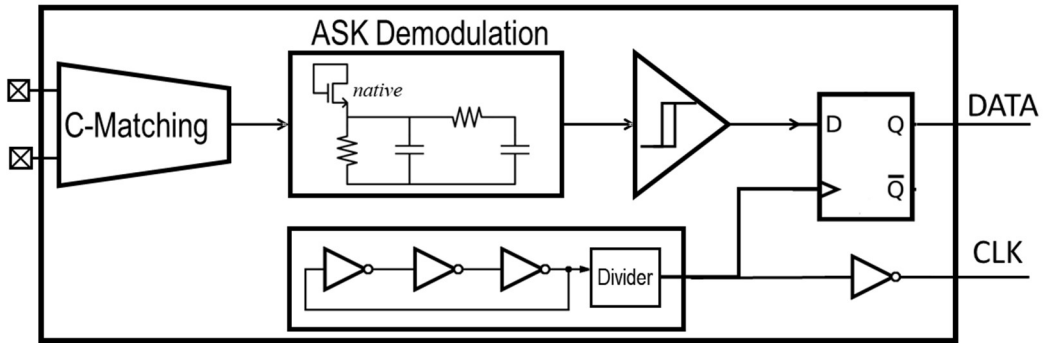 ASK Demodulation
native
C-Matching
D Q
Q̅
DATA
Divider
CLK